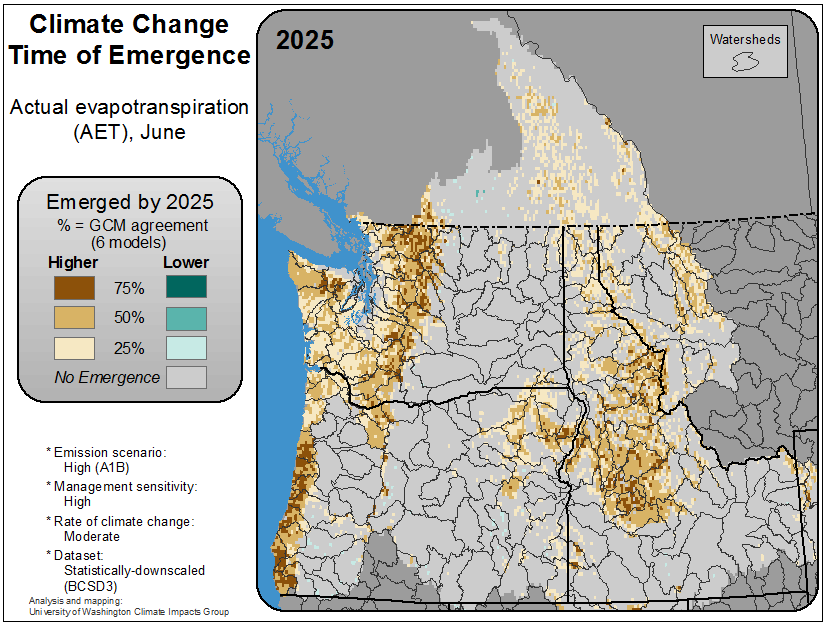 Climate Change
Time of Emergence
Actual evapotranspiration
(AET), June
Emerged by 2025
% = GCM agreement
(6 models)
Higher Lower
75%
50%
25%
No Emergence
* Emission scenario:
High (A1B)
* Management sensitivity:
High
* Rate of climate change:
Moderate
* Dataset:
Statistically-downscaled
(BCSD3)
Analysis and mapping:
University of Washington Climate Impacts Group
2025
Watersheds